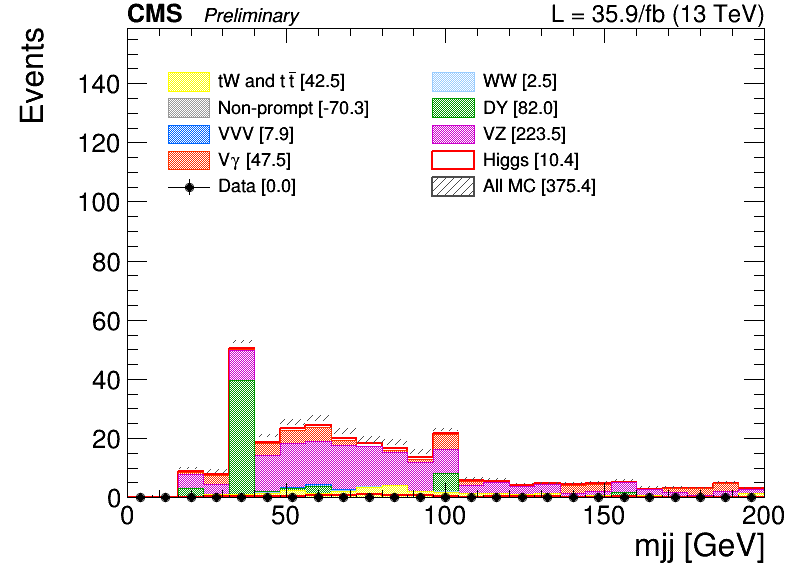 CMS Preliminary L = 35.9/fb (13 TeV)
Events
140
120
100
80
60
40
20
0
tW and t t̅ [42.5] WW [2.5]
Non-prompt [-70.3] DY [82.0]
VVV [7.9] VZ [223.5]
Vγ [47.5] Higgs [10.4]
Data [0.0] All MC [375.4]
0 50 100 150 200
mjj [GeV]